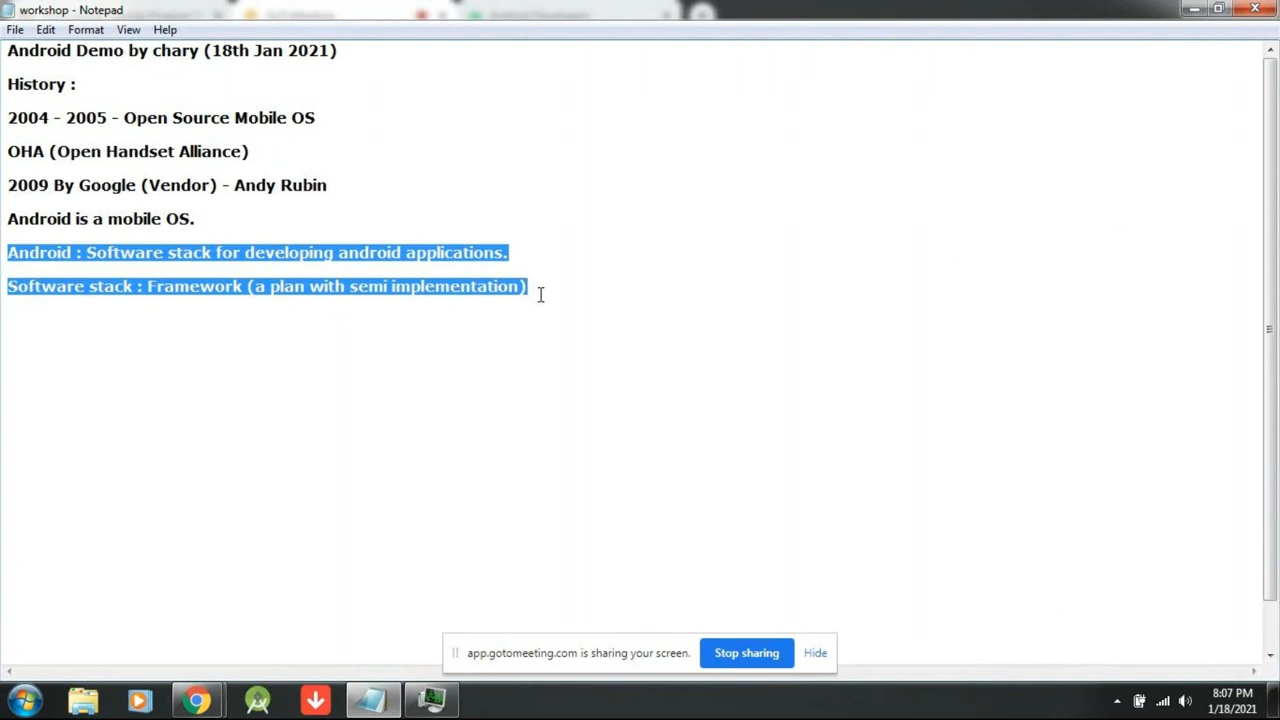 workshop - Notepad
File Edit Format View Help
Android Demo by chary (18th Jan 2021)
History :
2004 - 2005 - Open Source Mobile OS
OHA (Open Handset Alliance)
2009 By Google (Vendor) - Andy Rubin
Android is a mobile OS.
Android : Software stack for developing android applications.
Software stack : Framework (a plan with semi implementation)
app.gotomeeting.com is sharing your screen. Stop sharing Hide
8:07 PM
1/18/2021